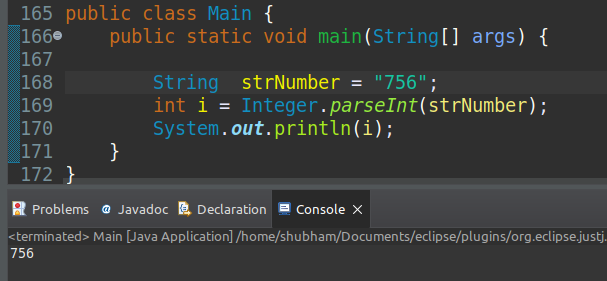 165 public class Main {
166 public static void main(String[] args) {
167
168 String  strNumber = "756";
169 int i = Integer.parseInt(strNumber);
170 System.out.println(i);
171 }
172 }
Problems @ Javadoc Declaration Console
<terminated> Main [Java Application] /home/shubham/Documents/eclipse/plugins/org.eclipse.justj.
756